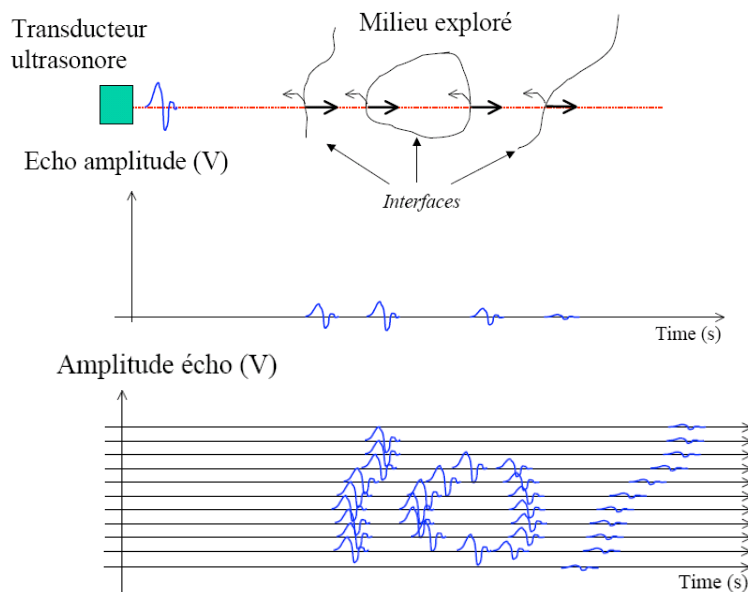 Transducteur
ultrasonore
Milieu exploré
Echo amplitude (V)
Interfaces
Time (s)
Amplitude écho (V)
Time (s)